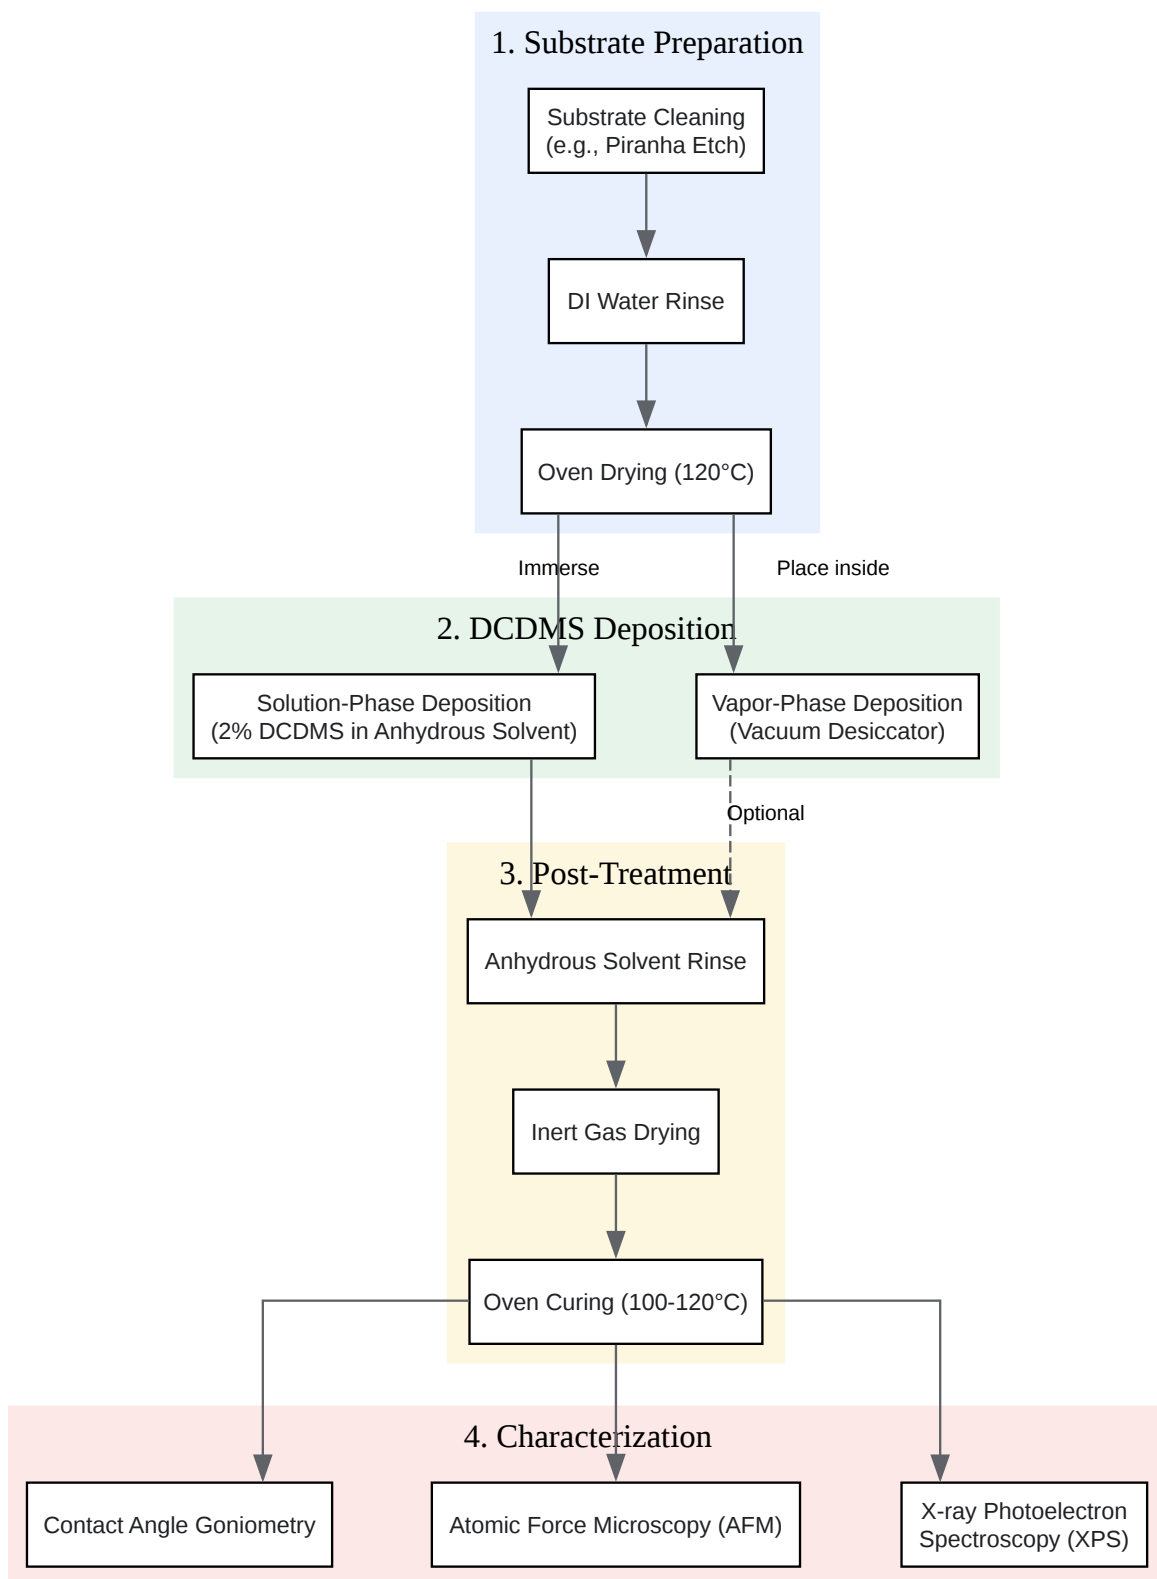 1. Substrate Preparation
Substrate Cleaning
(e.g., Piranha Etch)
DI Water Rinse
Oven Drying (120°C)
Immerse
Place inside
2. DCDMS Deposition
Solution-Phase Deposition
(2% DCDMS in Anhydrous Solvent)
Vapor-Phase Deposition
(Vacuum Desiccator)
Optional
3. Post-Treatment
Anhydrous Solvent Rinse
Inert Gas Drying
Oven Curing (100-120°C)
4. Characterization
Contact Angle Goniometry
Atomic Force Microscopy (AFM)
X-ray Photoelectron
Spectroscopy (XPS)